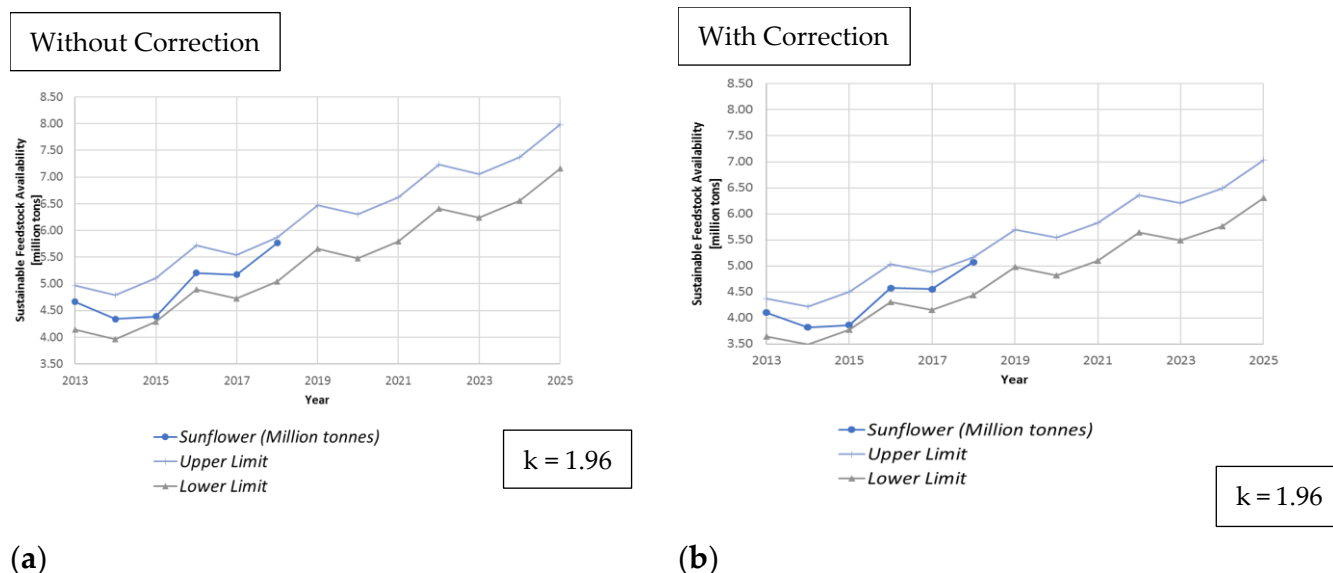 Without Correction
8.50
8.00
7.50
7.00
6.50
6.00
5.50
5.00
4.50
4.00
3.50
Sustainable Feedstock Availability
[million tons]
2013 2015 2017 2019 2021 2023 2025
Year
Sunflower (Million tonnes)
Upper Limit
Lower Limit
k = 1.96
(a)
With Correction
8.50
8.00
7.50
7.00
6.50
6.00
5.50
5.00
4.50
4.00
3.50
Sustainable Feedstock Availability
[million tons]
2013 2015 2017 2019 2021 2023 2025
Year
Sunflower (Million tonnes)
Upper Limit
Lower Limit
k = 1.96
(b)